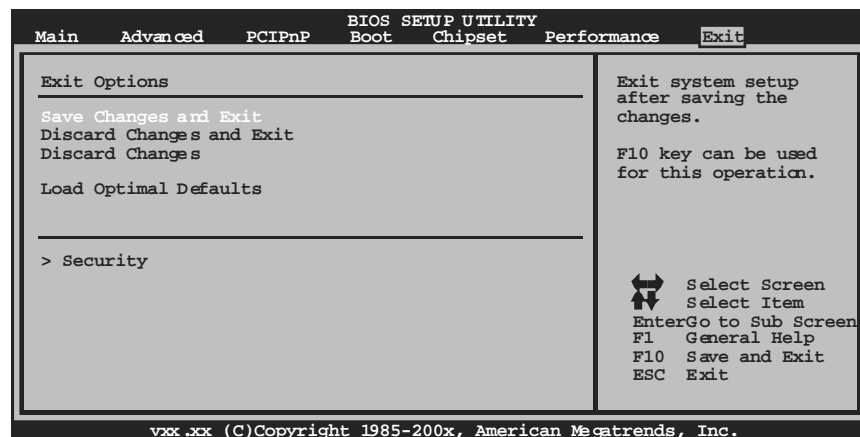 BIOS SETUP UTILITY
Main Advanced PCIPnP Boot Chipset Performance Exit
Exit Options
Save Changes and Exit
Discard Changes and Exit
Discard Changes
Load Optimal Defaults
> Security
Exit system setup
after saving the
changes.
F10 key can be used
for this operation.
Select Screen
Select Item
Enter Go to Sub Screen
F1 General Help
F10 Save and Exit
ESC Exit
vxx.xx (C)Copyright 1985-200x, American Megatrends, Inc.